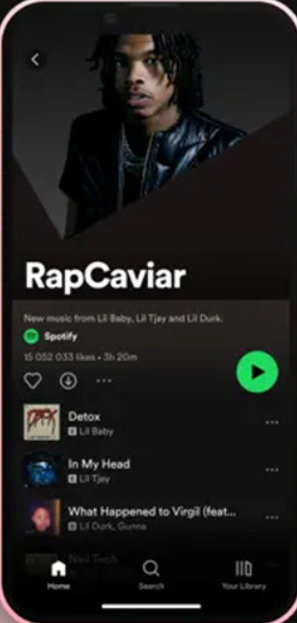 RapCaviar
New music from Lil Baby, Lil Tjay and Lil Durk.
Spotify
15 052 033 likes • 3h 20m
Detox
E Lil Baby
In My Head
E Lil Tjay
What Happened to Virgil (feat...
E Lil Durk, Gunna
Neil Tech
Home
Search
Your Library